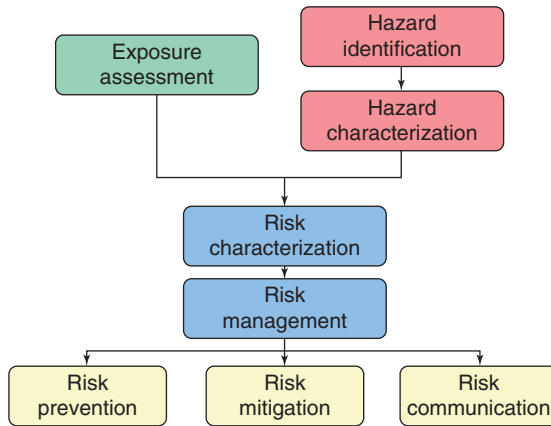 Exposure
assessment
Hazard
identification
Hazard
characterization
Risk
characterization
Risk
management
Risk
prevention
Risk
mitigation
Risk
communication